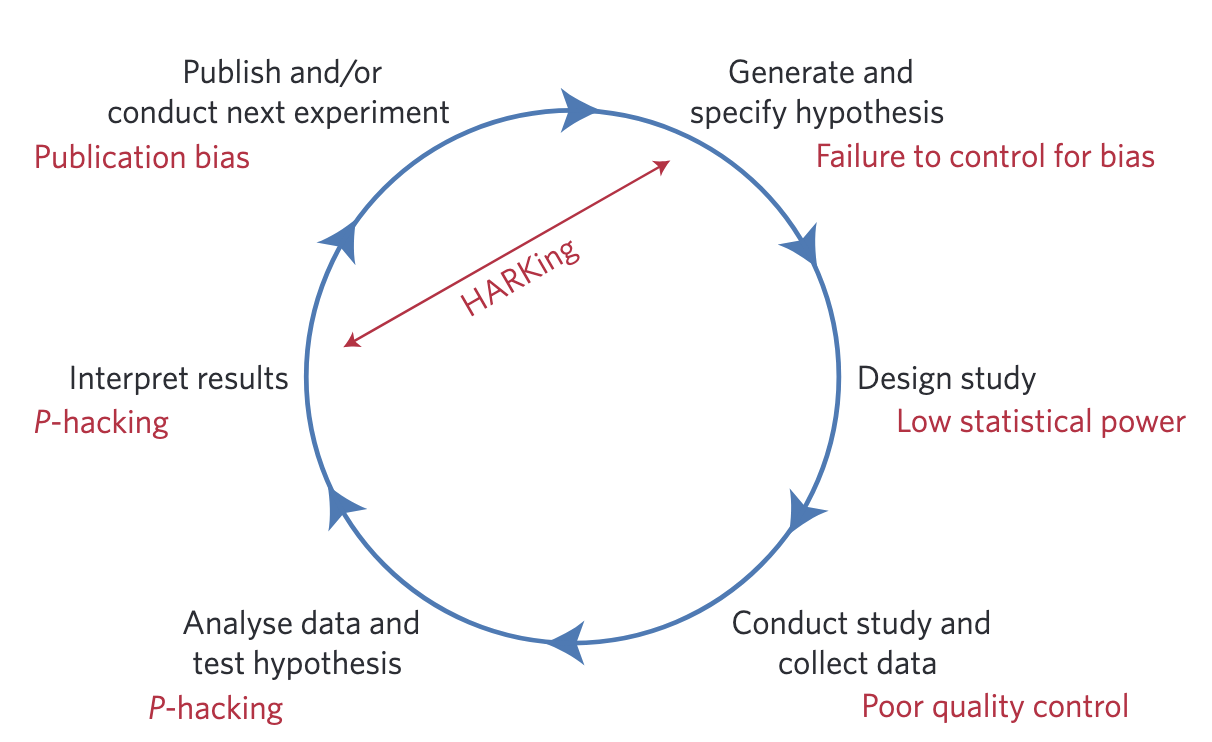 Publish and/or
conduct next experiment
Publication bias
Generate and
specify hypothesis
Failure to control for bias
HARKing
Interpret results
P-hacking
Design study
Low statistical power
Analyse data and
test hypothesis
P-hacking
Conduct study and
collect data
Poor quality control